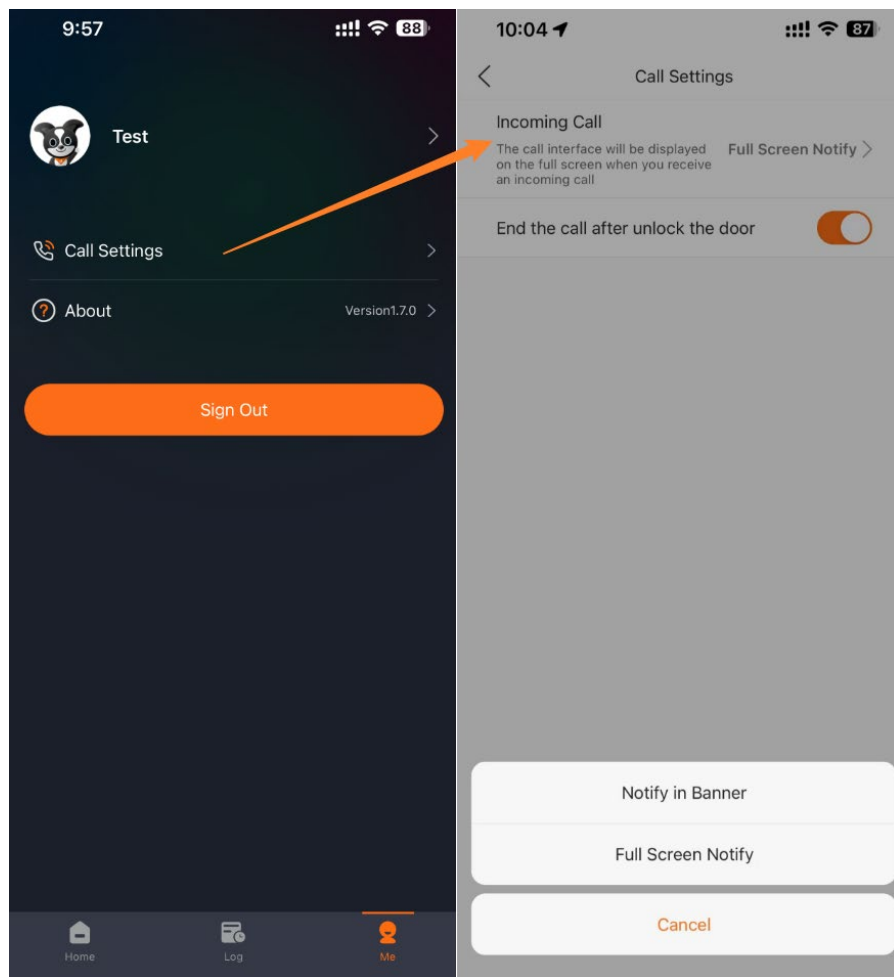 9:57
88
Test
Call Settings
About
Version1.7.0
Sign Out
Home
Log
Me
10:04
87
Call Settings
Incoming Call
The call interface will be displayed
on the full screen when you receive
an incoming call
Full Screen Notify
End the call after unlock the door
Notify in Banner
Full Screen Notify
Cancel